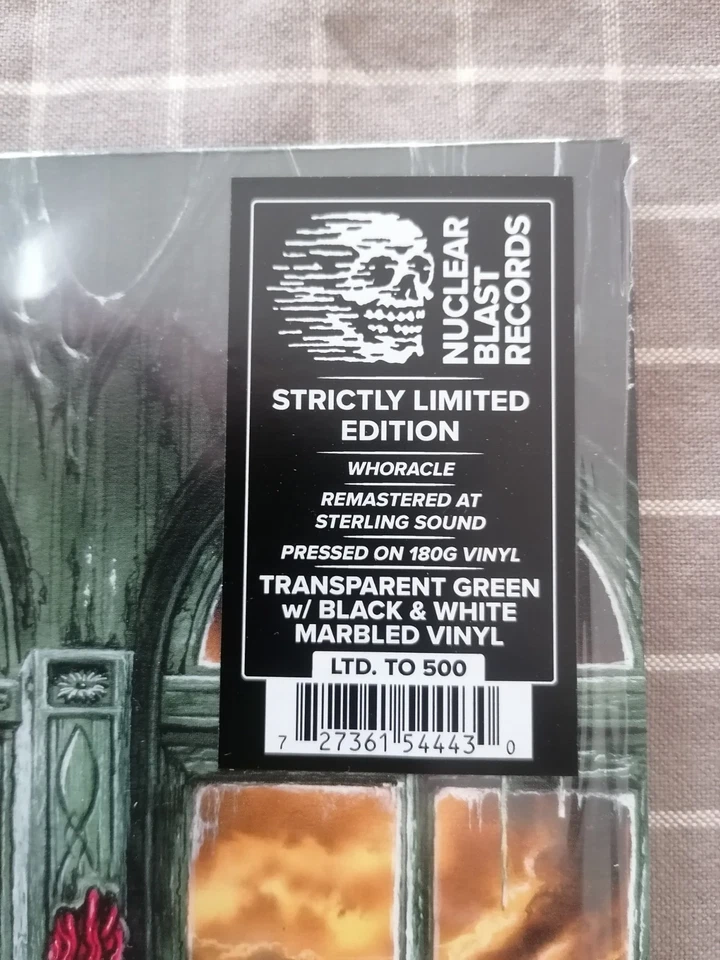 NUCLEAR
BLAST
RECORDS
STRICTLY LIMITED
EDITION
WHORACLE
REMASTERED AT
STERLING SOUND
PRESSED ON 180G VINYL
TRANSPARENT GREEN
w/ BLACK & WHITE
MARBLED VINYL
LTD. TO 500
7 27361 54443 0